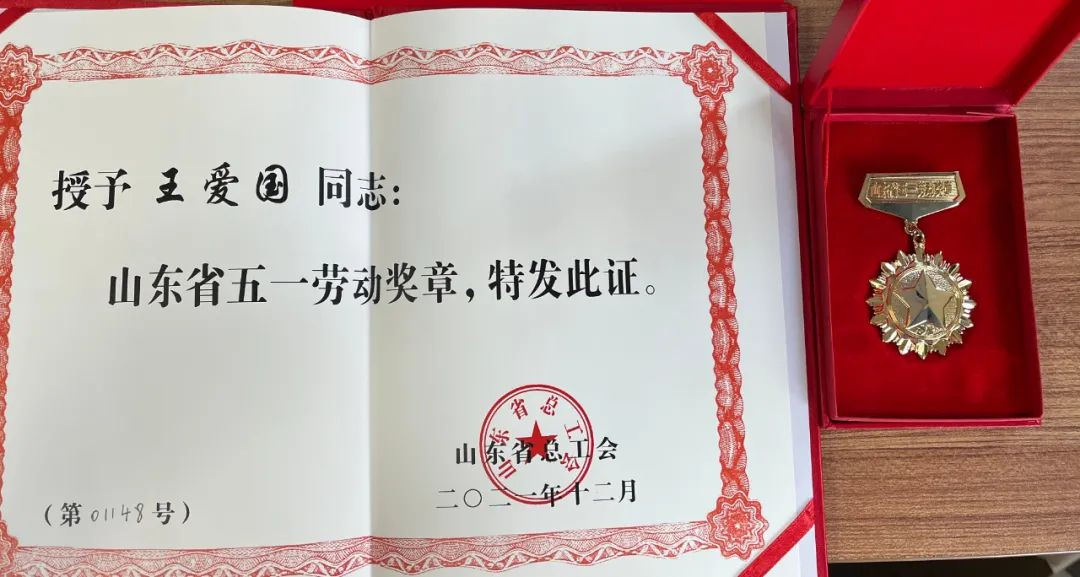 授予 王爱国 同志：
山东省五一劳动奖章，特发此证。
山东省总工会
山东省总工会
二〇二一年十二月
（第01148号）